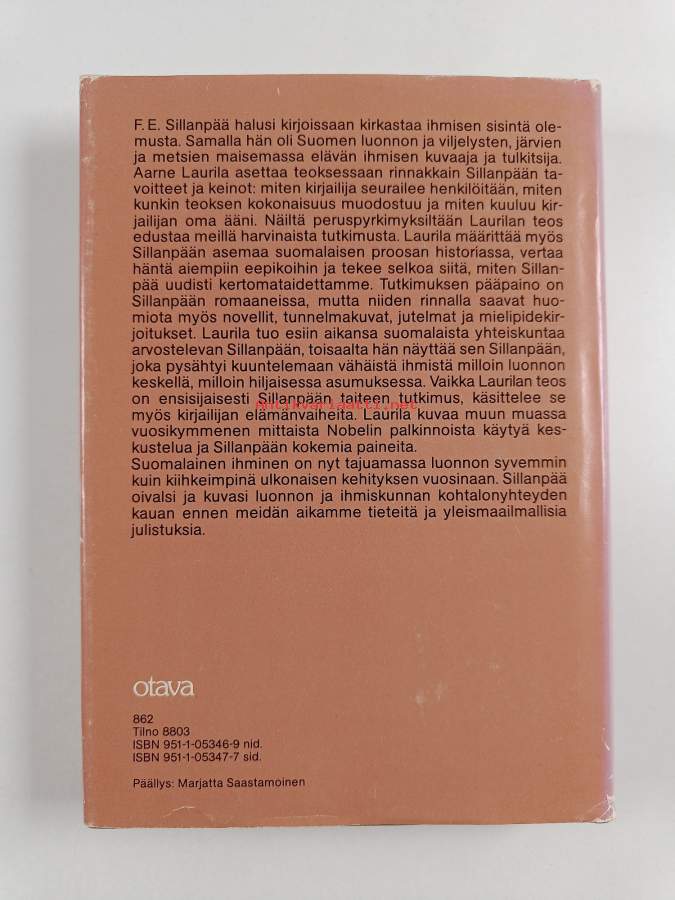 F. E. Sillanpää halusi kirjoissaan kirkastaa ihmisen sisintä ole-
musta. Samalla hän oli Suomen luonnon ja viljelysten, järvien
ja metsien maisemassa elävän ihmisen kuvaaja ja tulkitsija.
Aarne Laurila asettaa teoksessaan rinnakkain Sillanpään ta-
voitteet ja keinot: miten kirjailija seurailee henkilöitään, miten
kunkin teoksen kokonaisuus muodostuu ja miten kuuluu kir-
jailijan oma ääni. Näiltä peruspyrkimyksiltään Laurilan teos
edustaa meillä harvinaista tutkimusta. Laurila määrittää myös
Sillanpään asemaa suomalaisen proosan historiassa, vertaa
häntä aiempiin eepikoihin ja tekee selkoa siitä, miten Sillan-
pää uudisti kertomataidettamme. Tutkimuksen pääpaino on
Sillanpään romaaneissa, mutta niiden rinnalla saavat huo-
miota myös novellit, tunnelmakuvat, jutelmat ja mielipidekir-
joitukset. Laurila tuo esiin aikansa suomalaista yhteiskuntaa
arvostelevan Sillanpään, toisaalta hän näyttää sen Sillanpään,
joka pysähtyi kuuntelemaan vähäistä ihmistä milloin luonnon
keskellä, milloin hiljaisessa asumuksessa. Vaikka Laurilan teos
on ensisijaisesti Sillanpään taiteen tutkimus, käsittelee se
Antikvariaatti.net
myös kirjailijan elämänvaiheita. Laurila kuvaa muun muassa
vuosikymmenen mittaista Nobelin palkinnoista käytyä kes-
kustelua ja Sillanpään kokemia paineita.
Suomalainen ihminen on nyt tajuamassa luonnon syvemmin
kuin kiihkeimpinä ulkonaisen kehityksen vuosinaan. Sillanpää
oivalsi ja kuvasi luonnon ja ihmiskunnan kohtalonyhteyden
kauan ennen meidän aikamme tieteitä ja yleismaailmallisia
julistuksia.
otava
862
Tilno 8803
ISBN 951-1-05346-9 nid.
ISBN 951-1-05347-7 sid.
Päällys: Marjatta Saastamoinen